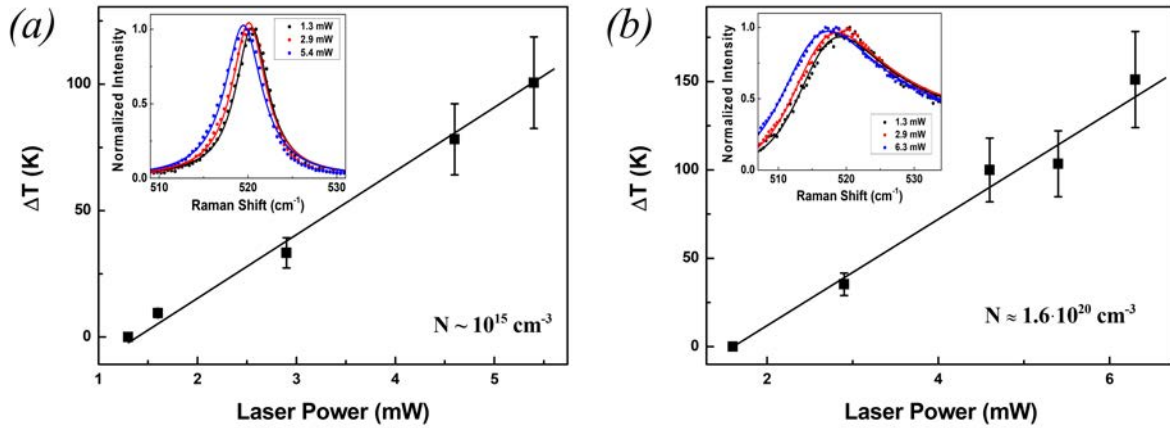 (a)
100
50
0
ΔT (K)
1
2
3
4
5
Laser Power (mW)
N ~ 10¹⁵ cm⁻³
1.0
0.5
0.0
Normalized Intensity
510
520
530
Raman Shift (cm⁻¹)
1.3 mW
2.9 mW
5.4 mW
(b)
150
100
50
0
ΔT (K)
2
4
6
Laser Power (mW)
N ≈ 1.6·10²⁰ cm⁻³
1.0
0.5
0.0
Normalized Intensity
510
520
530
Raman Shift (cm⁻¹)
1.3 mW
2.9 mW
6.3 mW